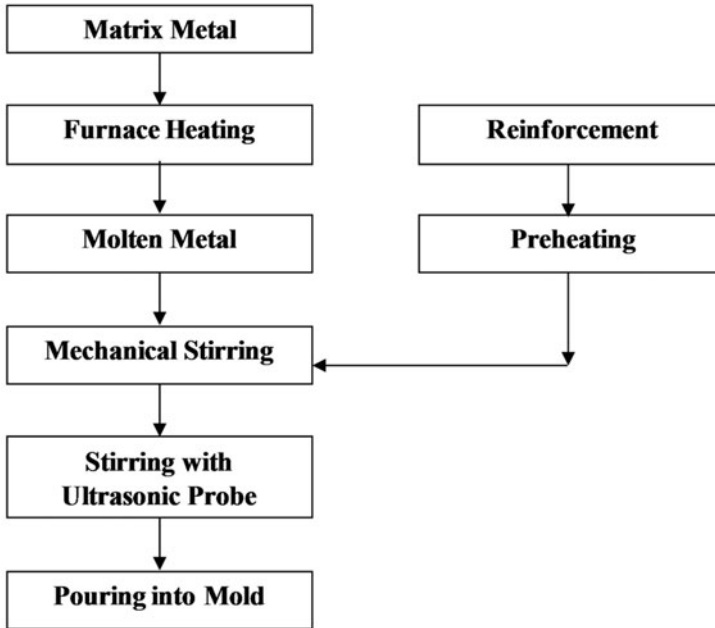 Matrix Metal
Furnace Heating
Reinforcement
Molten Metal
Preheating
Mechanical Stirring
Stirring with
Ultrasonic Probe
Pouring into Mold